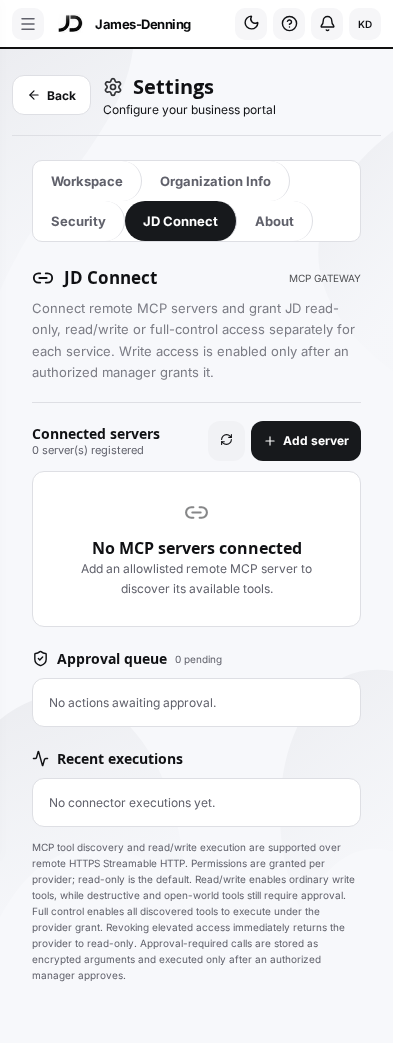 JD James-Denning KD
Back
Settings
Configure your business portal
Workspace Organization Info
Security JD Connect About
JD Connect MCP GATEWAY
Connect remote MCP servers and grant JD read-
only, read/write or full-control access separately for
each service. Write access is enabled only after an
authorized manager grants it.
Connected servers
0 server(s) registered
Add server
No MCP servers connected
Add an allowlisted remote MCP server to
discover its available tools.
Approval queue 0 pending
No actions awaiting approval.
Recent executions
No connector executions yet.
MCP tool discovery and read/write execution are supported over
remote HTTPS Streamable HTTP. Permissions are granted per
provider; read-only is the default. Read/write enables ordinary write
tools, while destructive and open-world tools still require approval.
Full control enables all discovered tools to execute under the
provider grant. Revoking elevated access immediately returns the
provider to read-only. Approval-required calls are stored as
encrypted arguments and executed only after an authorized
manager approves.